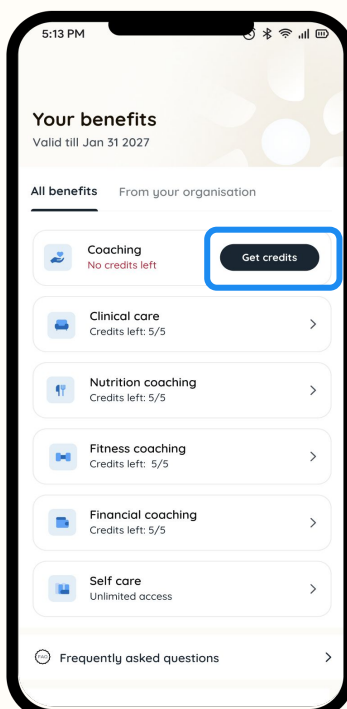 5:13 PM
Your benefits
Valid till Jan 31 2027
All benefits From your organisation
Coaching
No credits left
Get credits
Clinical care
Credits left: 5/5
Nutrition coaching
Credits left: 5/5
Fitness coaching
Credits left: 5/5
Financial coaching
Credits left: 5/5
Self care
Unlimited access
FAQ Frequently asked questions